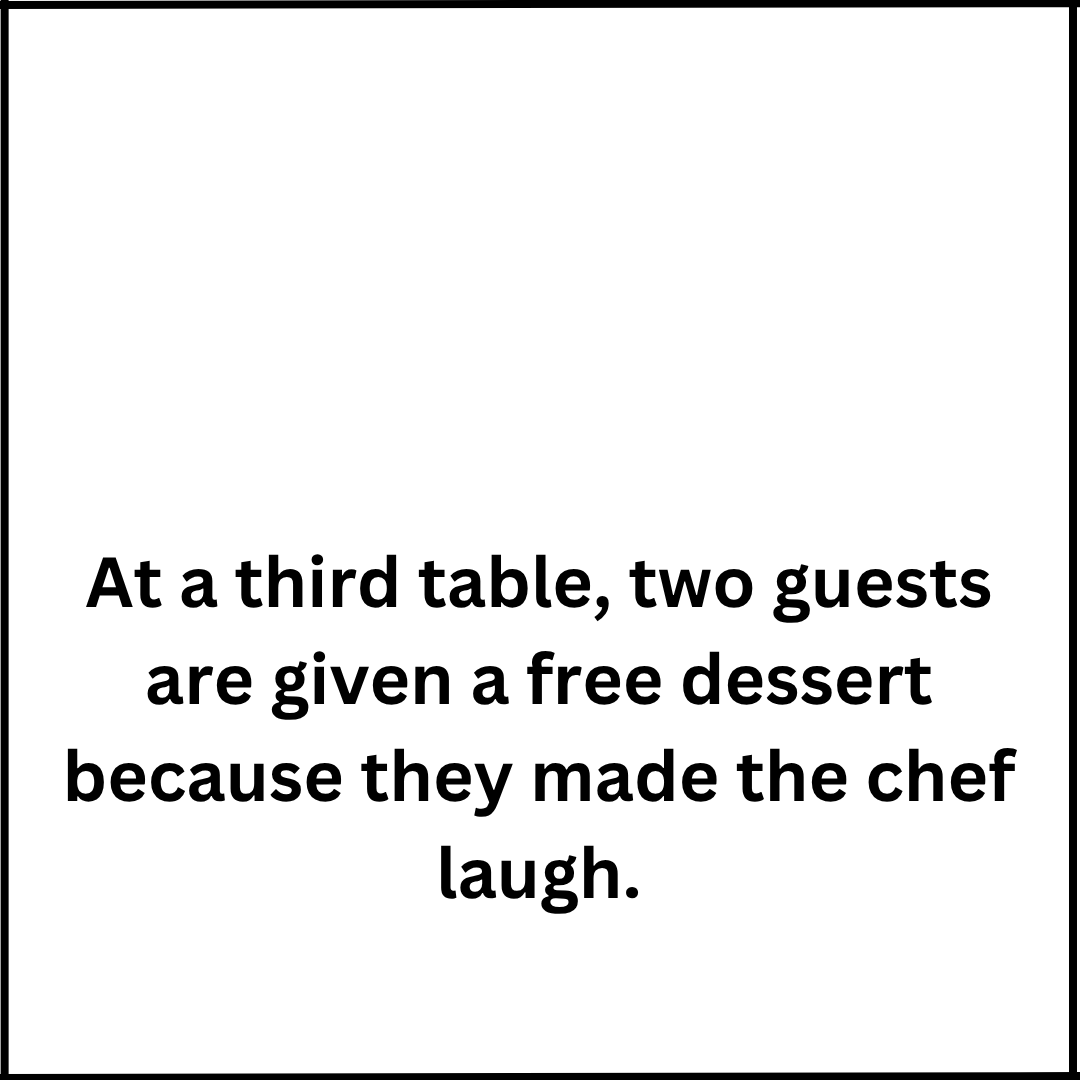 At a third table, two guests
are given a free dessert
because they made the chef
laugh.